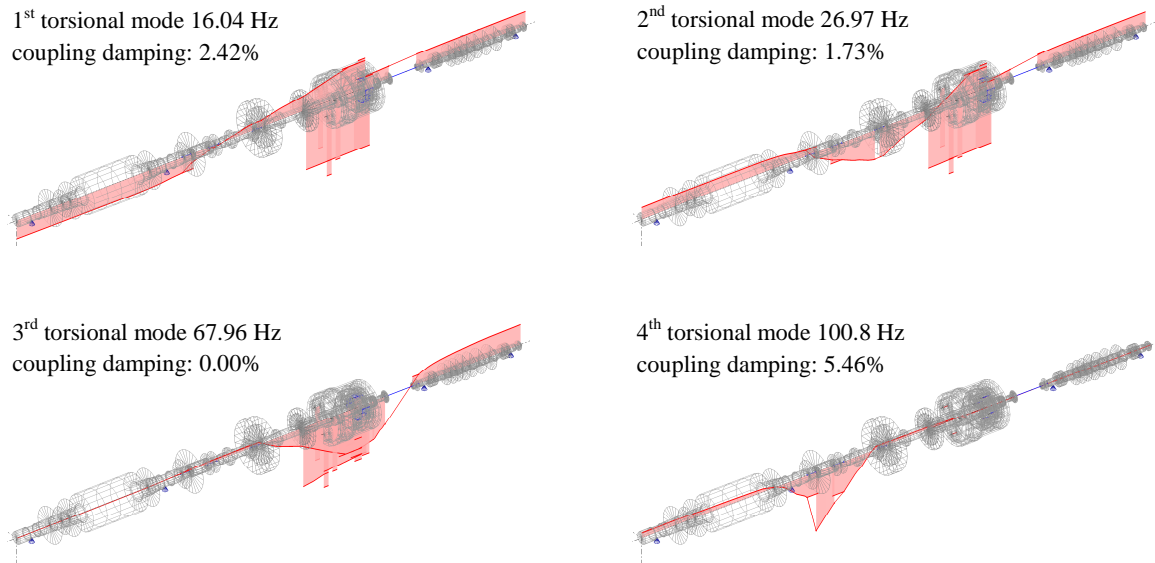 1st torsional mode 16.04 Hz
coupling damping: 2.42%
2nd torsional mode 26.97 Hz
coupling damping: 1.73%
3rd torsional mode 67.96 Hz
coupling damping: 0.00%
4th torsional mode 100.8 Hz
coupling damping: 5.46%